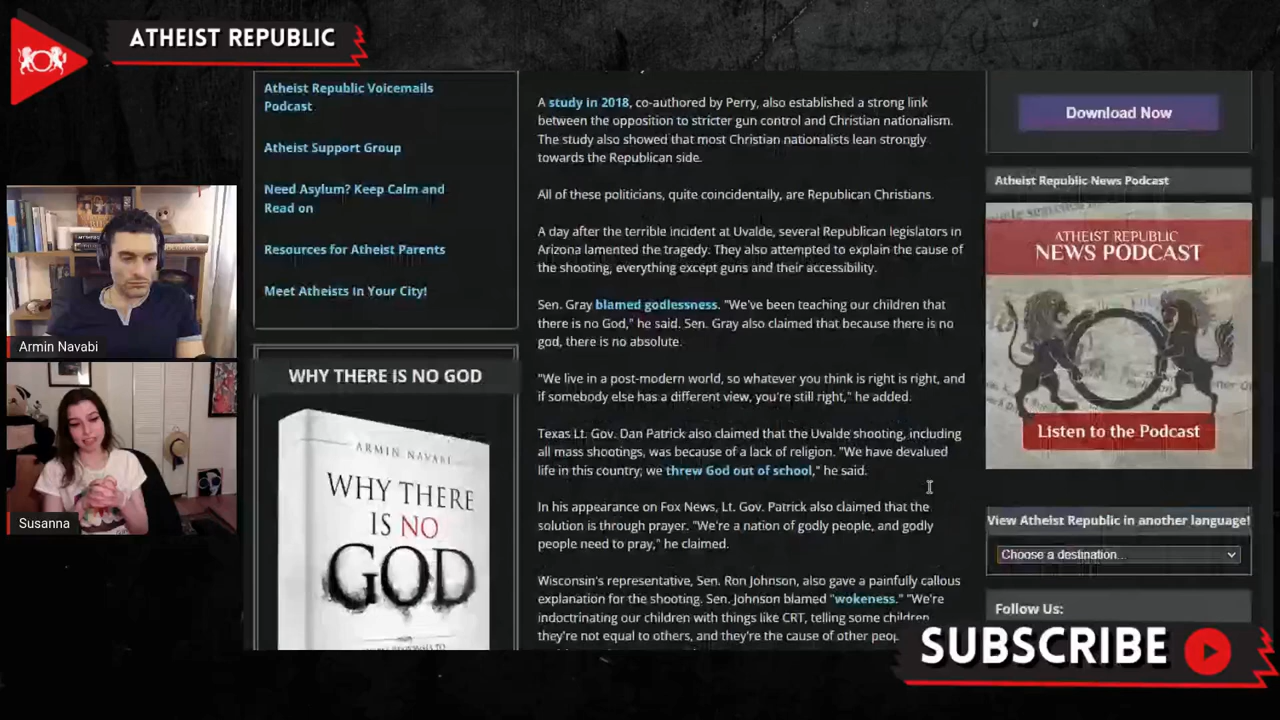 ATHEIST REPUBLIC
Atheist Republic Voicemails
Podcast
Atheist Support Group
Need Asylum? Keep Calm and
Read on
Resources for Atheist Parents
Meet Atheists in Your City!
WHY THERE IS NO GOD
ARMIN NAVABI
WHY THERE
IS NO
GOD
A study in 2018, co-authored by Perry, also established a strong link
between the opposition to stricter gun control and Christian nationalism.
The study also showed that most Christian nationalists lean strongly
towards the Republican side.
All of these politicians, quite coincidentally, are Republican Christians.
A day after the terrible incident at Uvalde, several Republican legislators in
Arizona lamented the tragedy. They also attempted to explain the cause of
the shooting, everything except guns and their accessibility.
Sen. Gray blamed godlessness. "We've been teaching our children that
there is no God," he said. Sen. Gray also claimed that because there is no
god, there is no absolute.
"We live in a post-modern world, so whatever you think is right is right, and
if somebody else has a different view, you're still right," he added.
Texas Lt. Gov. Dan Patrick also claimed that the Uvalde shooting, including
all mass shootings, was because of a lack of religion. "We have devalued
life in this country; we threw God out of school," he said.
In his appearance on Fox News, Lt. Gov. Patrick also claimed that the
solution is through prayer. "We're a nation of godly people, and godly
people need to pray," he claimed.
Wisconsin's representative, Sen. Ron Johnson, also gave a painfully callous
explanation for the shooting. Sen. Johnson blamed "wokeness." "We're
indoctrinating our children with things like CRT, telling some children
they're not equal to others, and they're the cause of other
Download Now
Atheist Republic News Podcast
ATHEIST REPUBLIC
NEWS PODCAST
Listen to the Podcast
View Atheist Republic in another language!
Choose a destination...
Follow Us:
Armin Navabi
Susanna
SUBSCRIBE